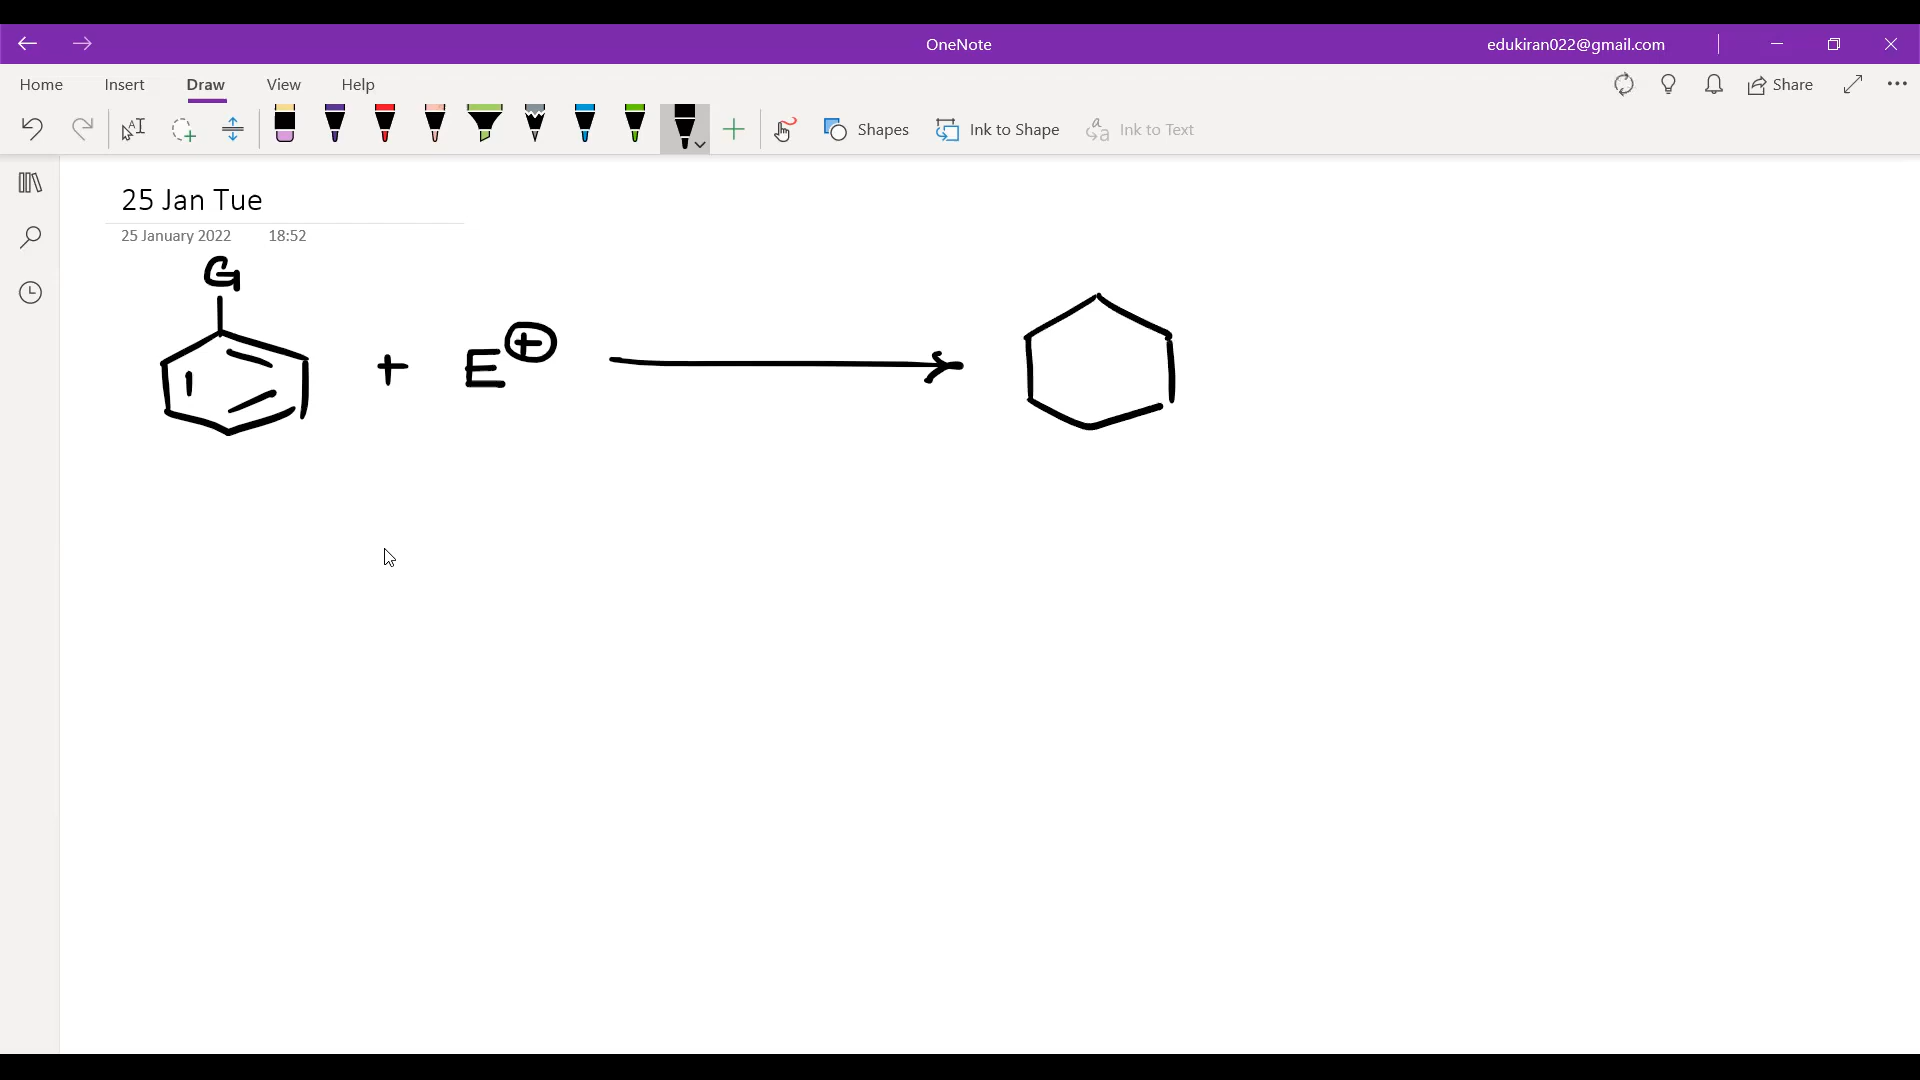 OneNote
edukiran022@gmail.com
Home Insert Draw View Help
Share
Shapes Ink to Shape Ink to Text
25 Jan Tue
25 January 2022 18:52
G
+ E⊕